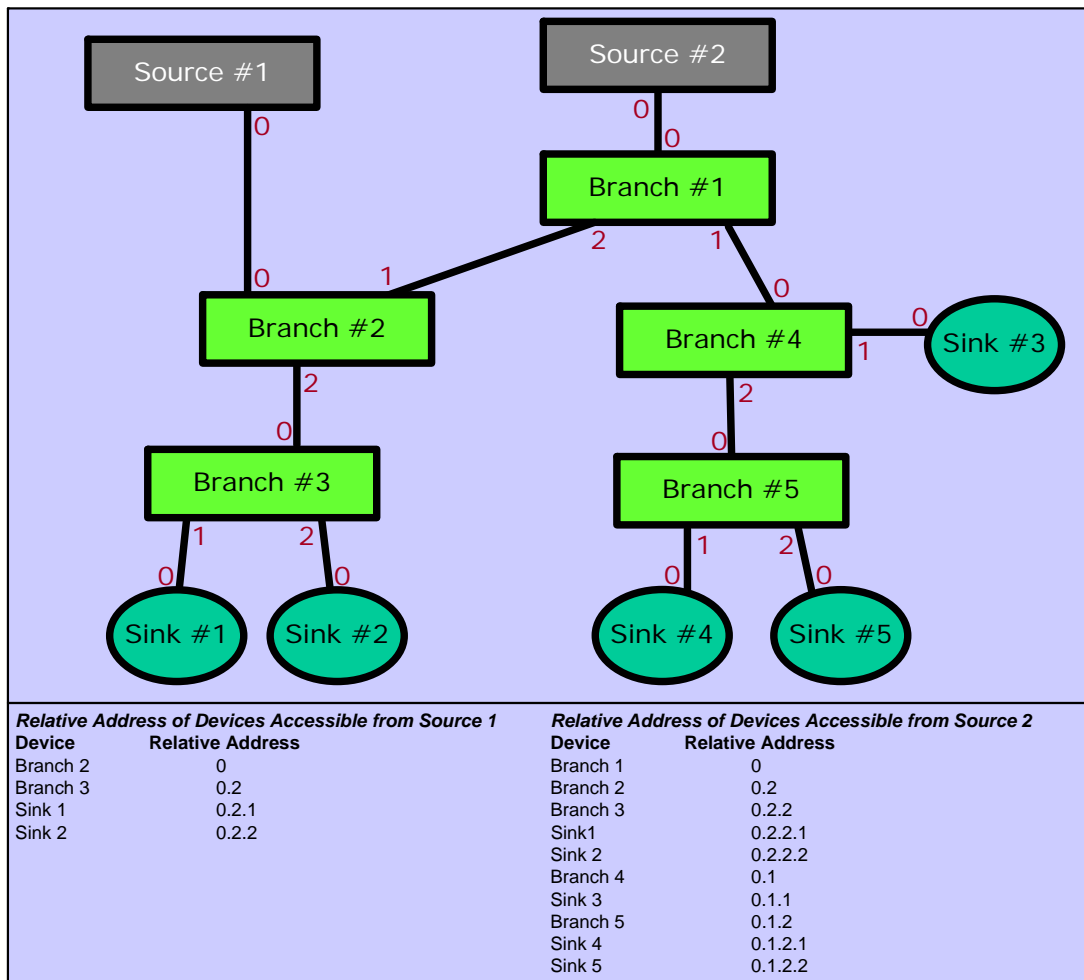 Source #1
Source #2
0
0
0
Branch #1
2
1
0
1
0
0
Branch #2
Branch #4
1
Sink #3
2
2
0
0
Branch #3
Branch #5
1
2
1
2
0
0
0
0
Sink #1
Sink #2
Sink #4
Sink #5
Relative Address of Devices Accessible from Source 1
Device Relative Address
Branch 2 0
Branch 3 0.2
Sink 1 0.2.1
Sink 2 0.2.2
Relative Address of Devices Accessible from Source 2
Device Relative Address
Branch 1 0
Branch 2 0.2
Branch 3 0.2.2
Sink1 0.2.2.1
Sink 2 0.2.2.2
Branch 4 0.1
Sink 3 0.1.1
Branch 5 0.1.2
Sink 4 0.1.2.1
Sink 5 0.1.2.2